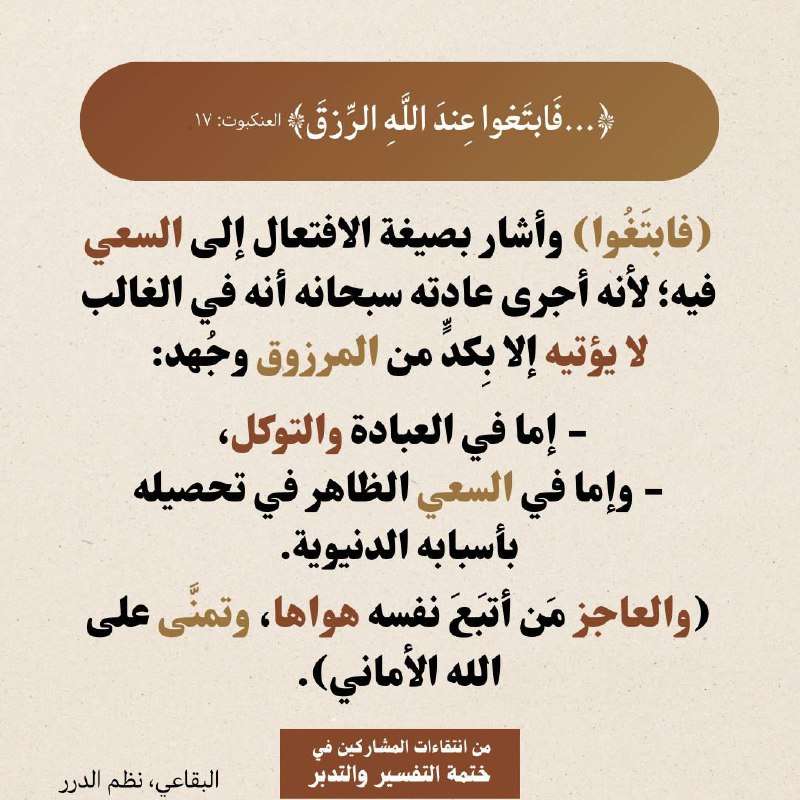 ﴿...فَابتَغوا عِندَ اللَّهِ الرِّزقَ﴾ العنكبوت: ١٧
(فابتَغُوا) وأشار بصيغة الافتعال إلى السعي
فيه؛ لأنه أجرى عادته سبحانه أنه في الغالب
لا يؤتيه إلا بِكدٍّ من المرزوق وجُهد:
- إما في العبادة والتوكل،
- وإما في السعي الظاهر في تحصيله
بأسبابه الدنيوية.
(والعاجز مَن أتبَعَ نفسه هواها، وتمنَّى على
الله الأماني).
من انتقاءات المشاركين في
ختمة التفسير والتدبر
البقاعي، نظم الدرر